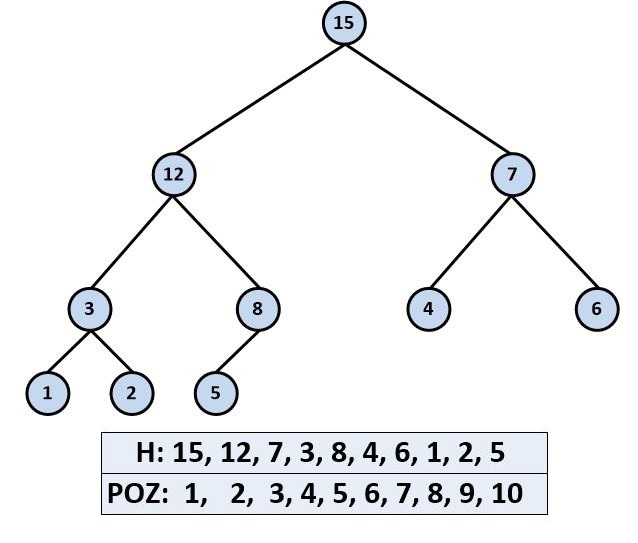 15
12 7
3 8 4 6
1 2 5
H: 15, 12, 7, 3, 8, 4, 6, 1, 2, 5
POZ: 1, 2, 3, 4, 5, 6, 7, 8, 9, 10